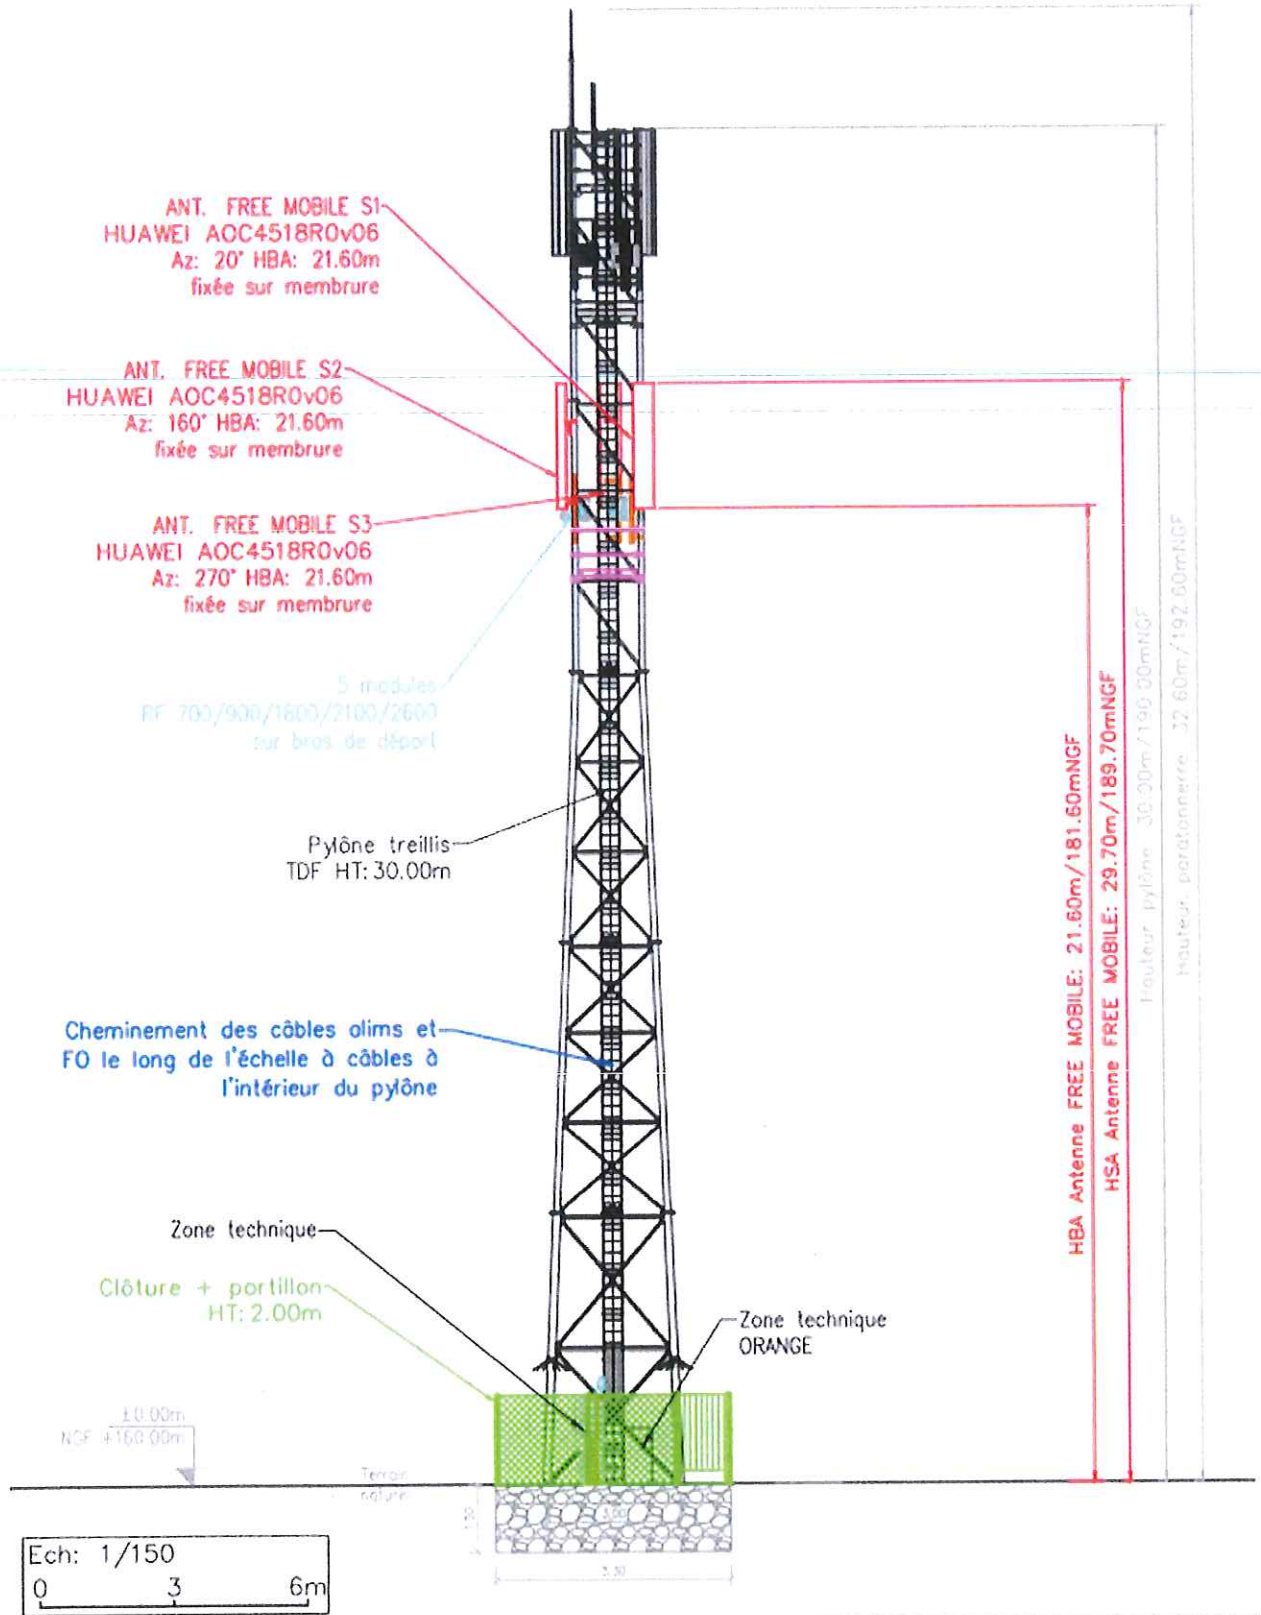 ANT. FREE MOBILE S1
HUAWEI AOC4518R0v06
Az: 20° HBA: 21.60m
fixée sur membrure
ANT. FREE MOBILE S2
HUAWEI AOC4518R0v06
Az: 160° HBA: 21.60m
fixée sur membrure
ANT. FREE MOBILE S3
HUAWEI AOC4518R0v06
Az: 270° HBA: 21.60m
fixée sur membrure
5 modules
RF 700/900/1800/2100/2600
sur bras de départ
Pylône treillis
TDF HT: 30.00m
Cheminement des câbles alims et
FO le long de l'échelle à câbles à
l'intérieur du pylône
Zone technique
Clôture + portillon
HT: 2.00m
Zone technique
ORANGE
±0.00m
NGF +160.00m
Terrain
naturel
3.00
HBA Antenne FREE MOBILE: 21.60m/181.60mNGF
HSA Antenne FREE MOBILE: 29.70m/189.70mNGF
Hauteur pylône 30.00m/190.00mNGF
Hauteur paratonnerre 32.60m/192.60mNGF
Ech: 1/150
0 3 6m